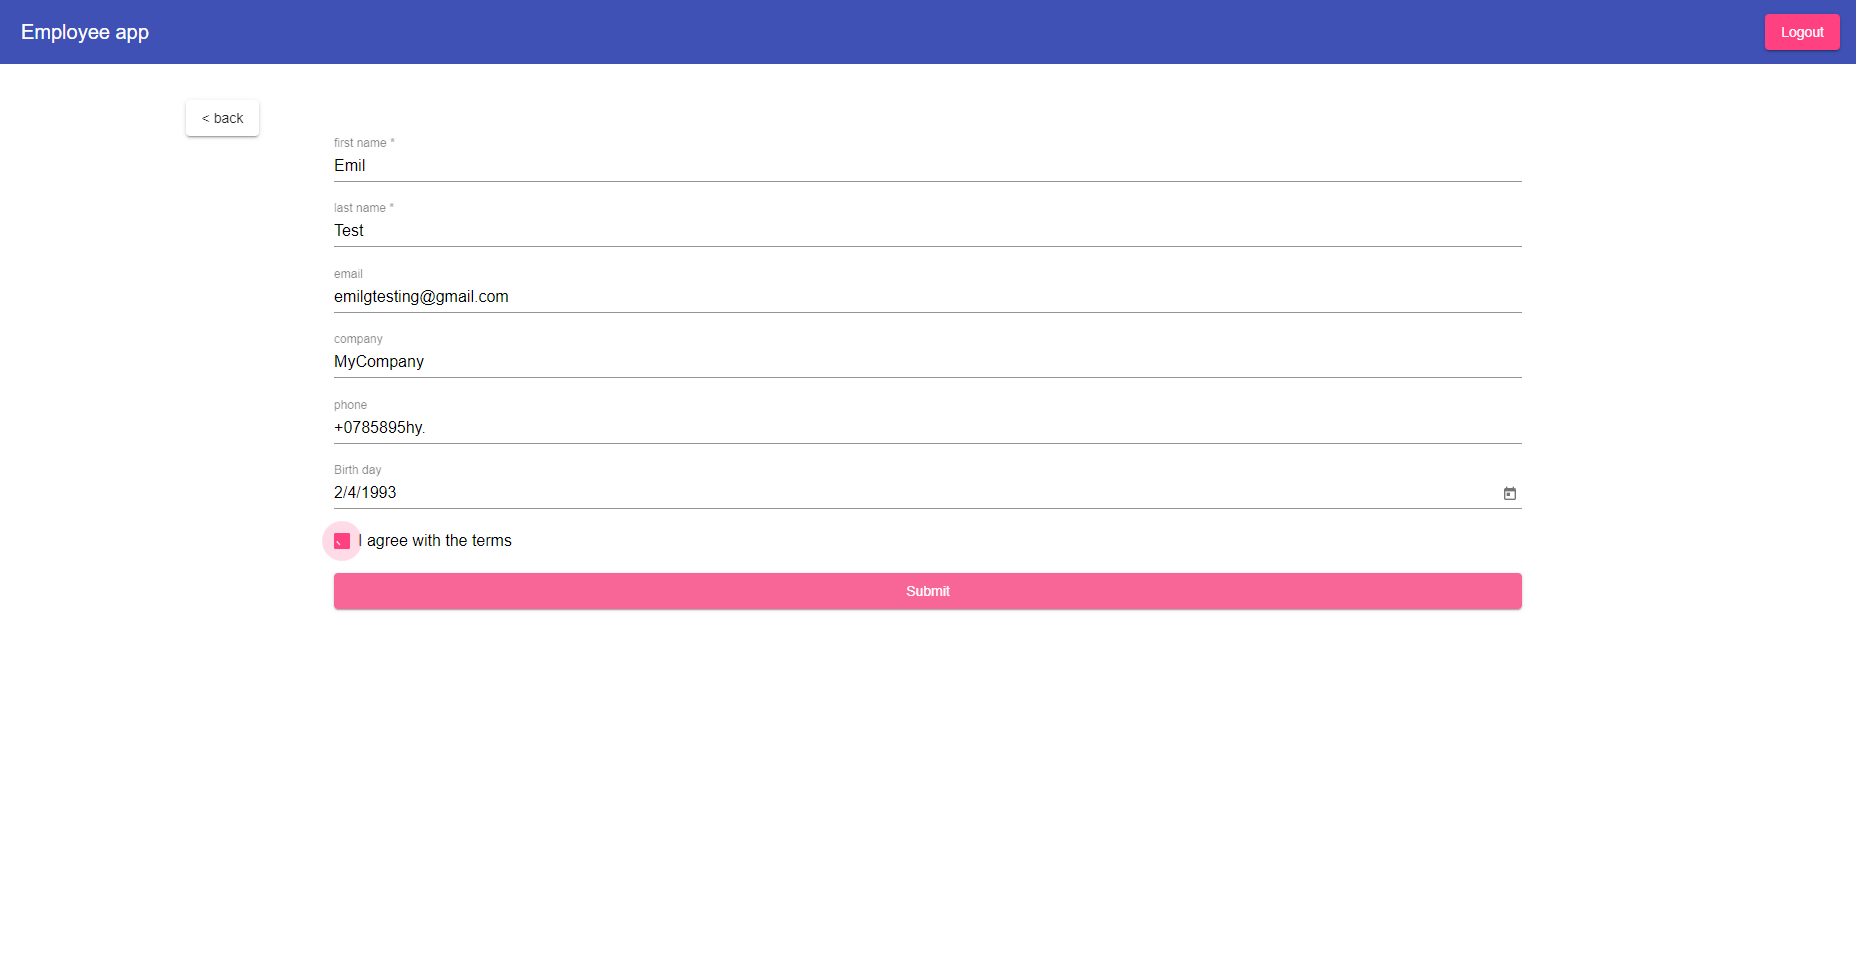 Employee app
Logout
< back
first name *
Emil
last name *
Test
email
emilgtesting@gmail.com
company
MyCompany
phone
+0785895hy.
Birth day
2/4/1993
I agree with the terms
Submit